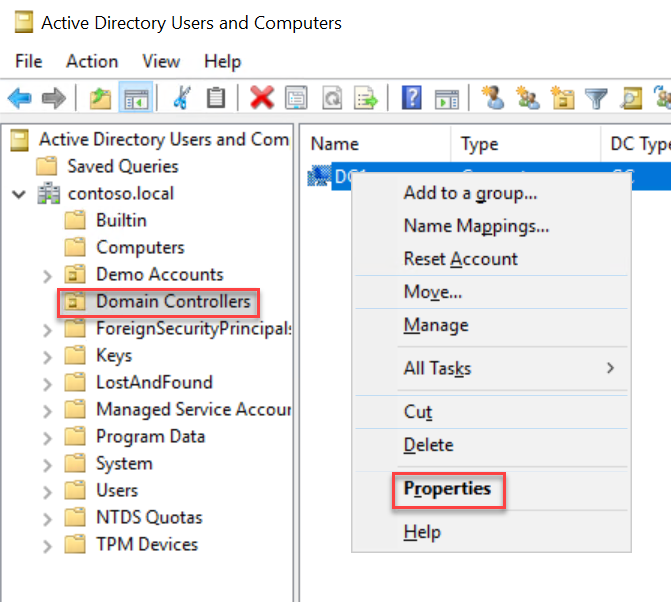 Active Directory Users and Computers
File Action View Help
Active Directory Users and Com
Saved Queries
contoso.local
Builtin
Computers
Demo Accounts
Domain Controllers
ForeignSecurityPrincipals
Keys
LostAndFound
Managed Service Accour
Program Data
System
Users
NTDS Quotas
TPM Devices
Name Type DC Type
Add to a group...
Name Mappings...
Reset Account
Move...
Manage
All Tasks
Cut
Delete
Properties
Help